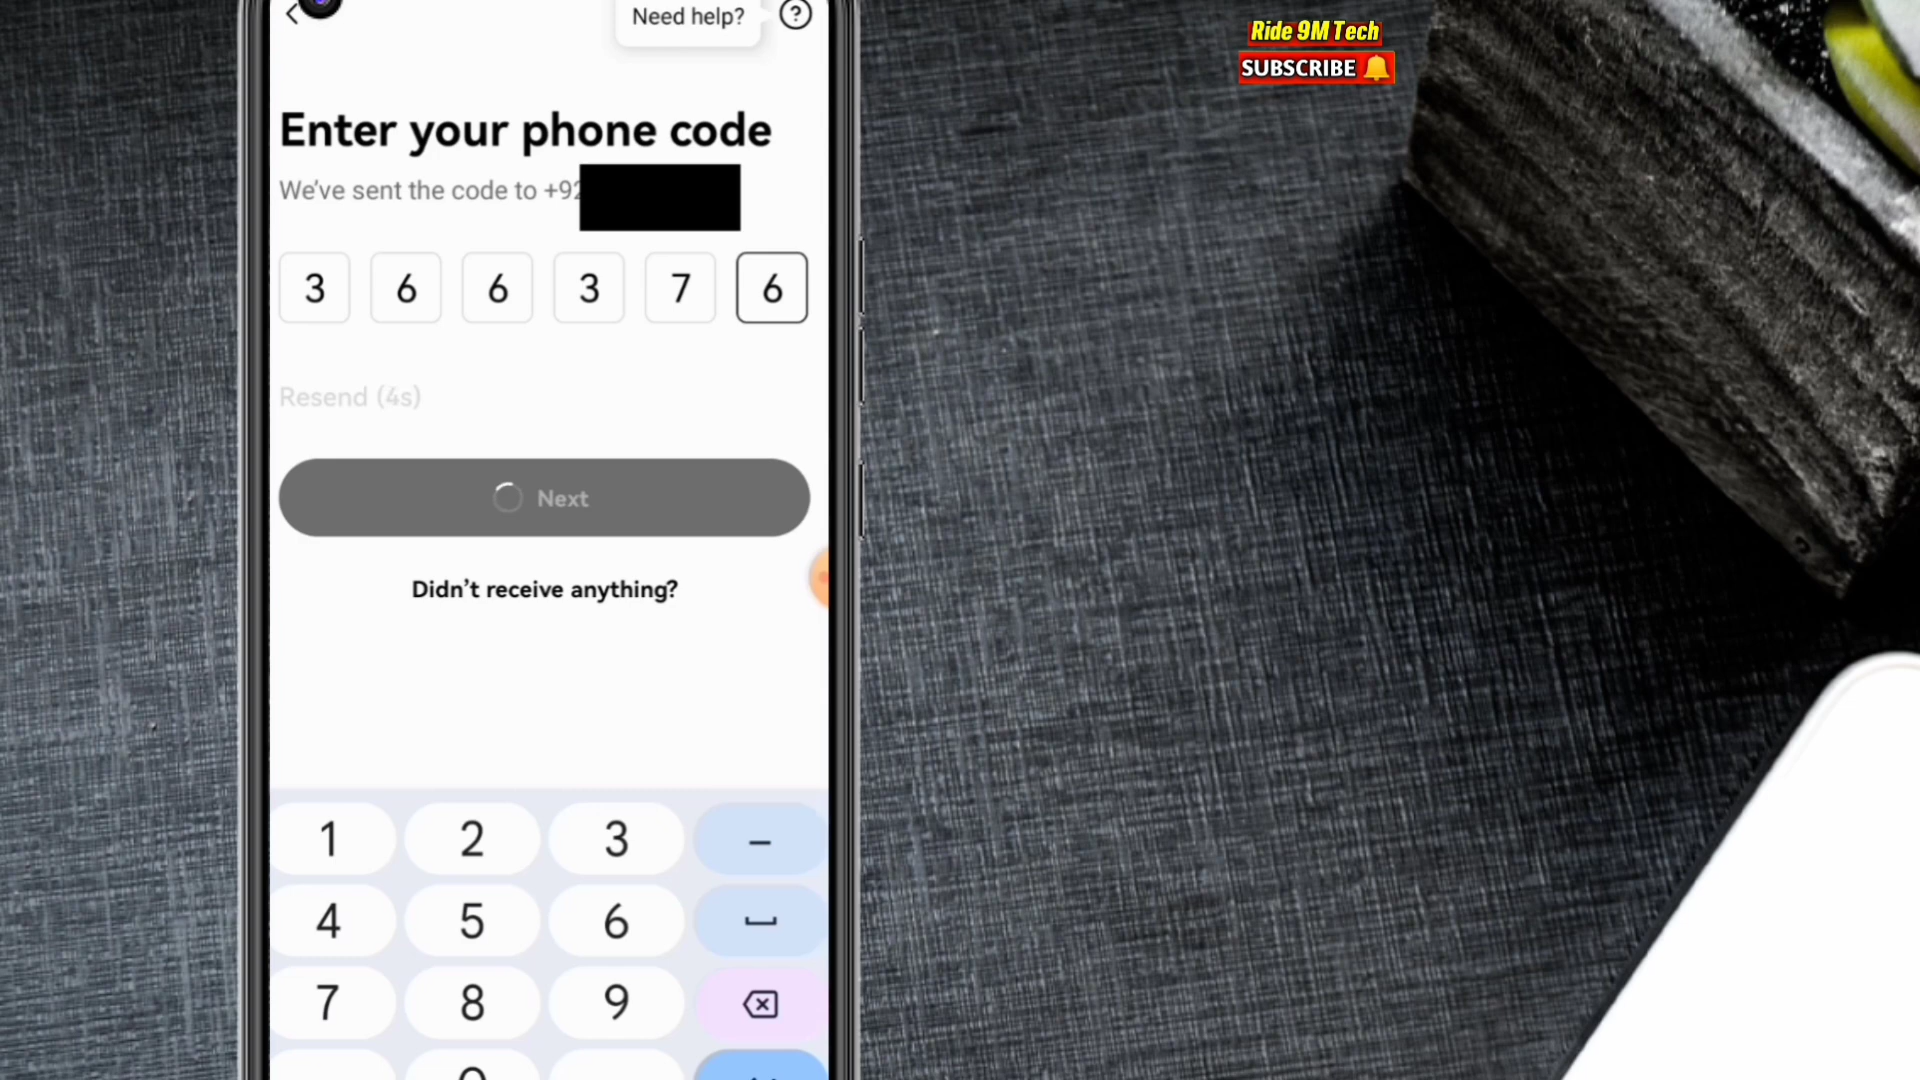 Need help?
?
Ride 9M Tech
SUBSCRIBE
Enter your phone code
We've sent the code to +92
3 6 6 3 7 6
Resend (4s)
Next
Didn't receive anything?
1 2 3 –
4 5 6
7 8 9
0